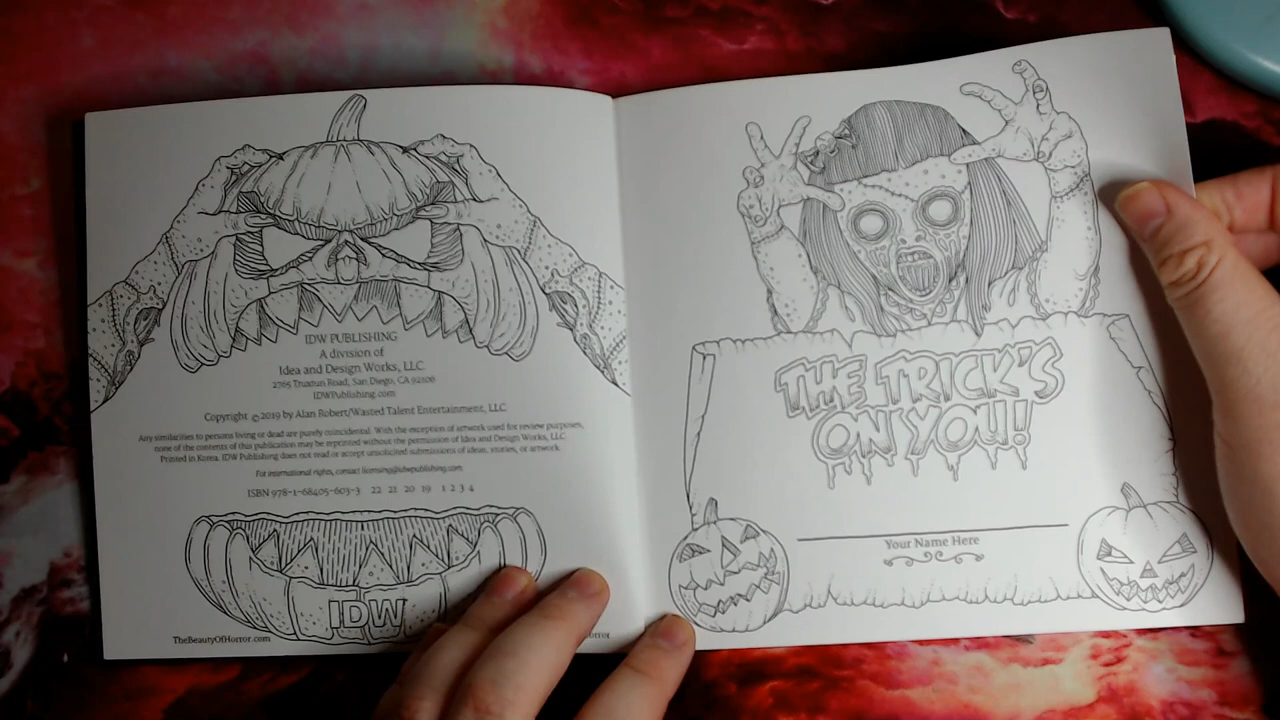 IDW PUBLISHING
A division of
Idea and Design Works, LLC
2765 Truxtun Road, San Diego, CA 92106
IDWPublishing.com
Copyright ©2019 by Alan Robert/Wasted Talent Entertainment, LLC
Any similarities to persons living or dead are purely coincidental. With the exception of artwork used for review purposes,
none of the contents of this publication may be reprinted without the permission of Idea and Design Works, LLC.
Printed in Korea. IDW Publishing does not read or accept unsolicited submissions of ideas, stories, or artwork.
For international rights, contact licensing@idwpublishing.com
ISBN 978-1-68405-603-3 22 21 20 19 1 2 3 4
IDW
TheBeautyOfHorror.com
THE TRICK'S
ON YOU!
Your Name Here